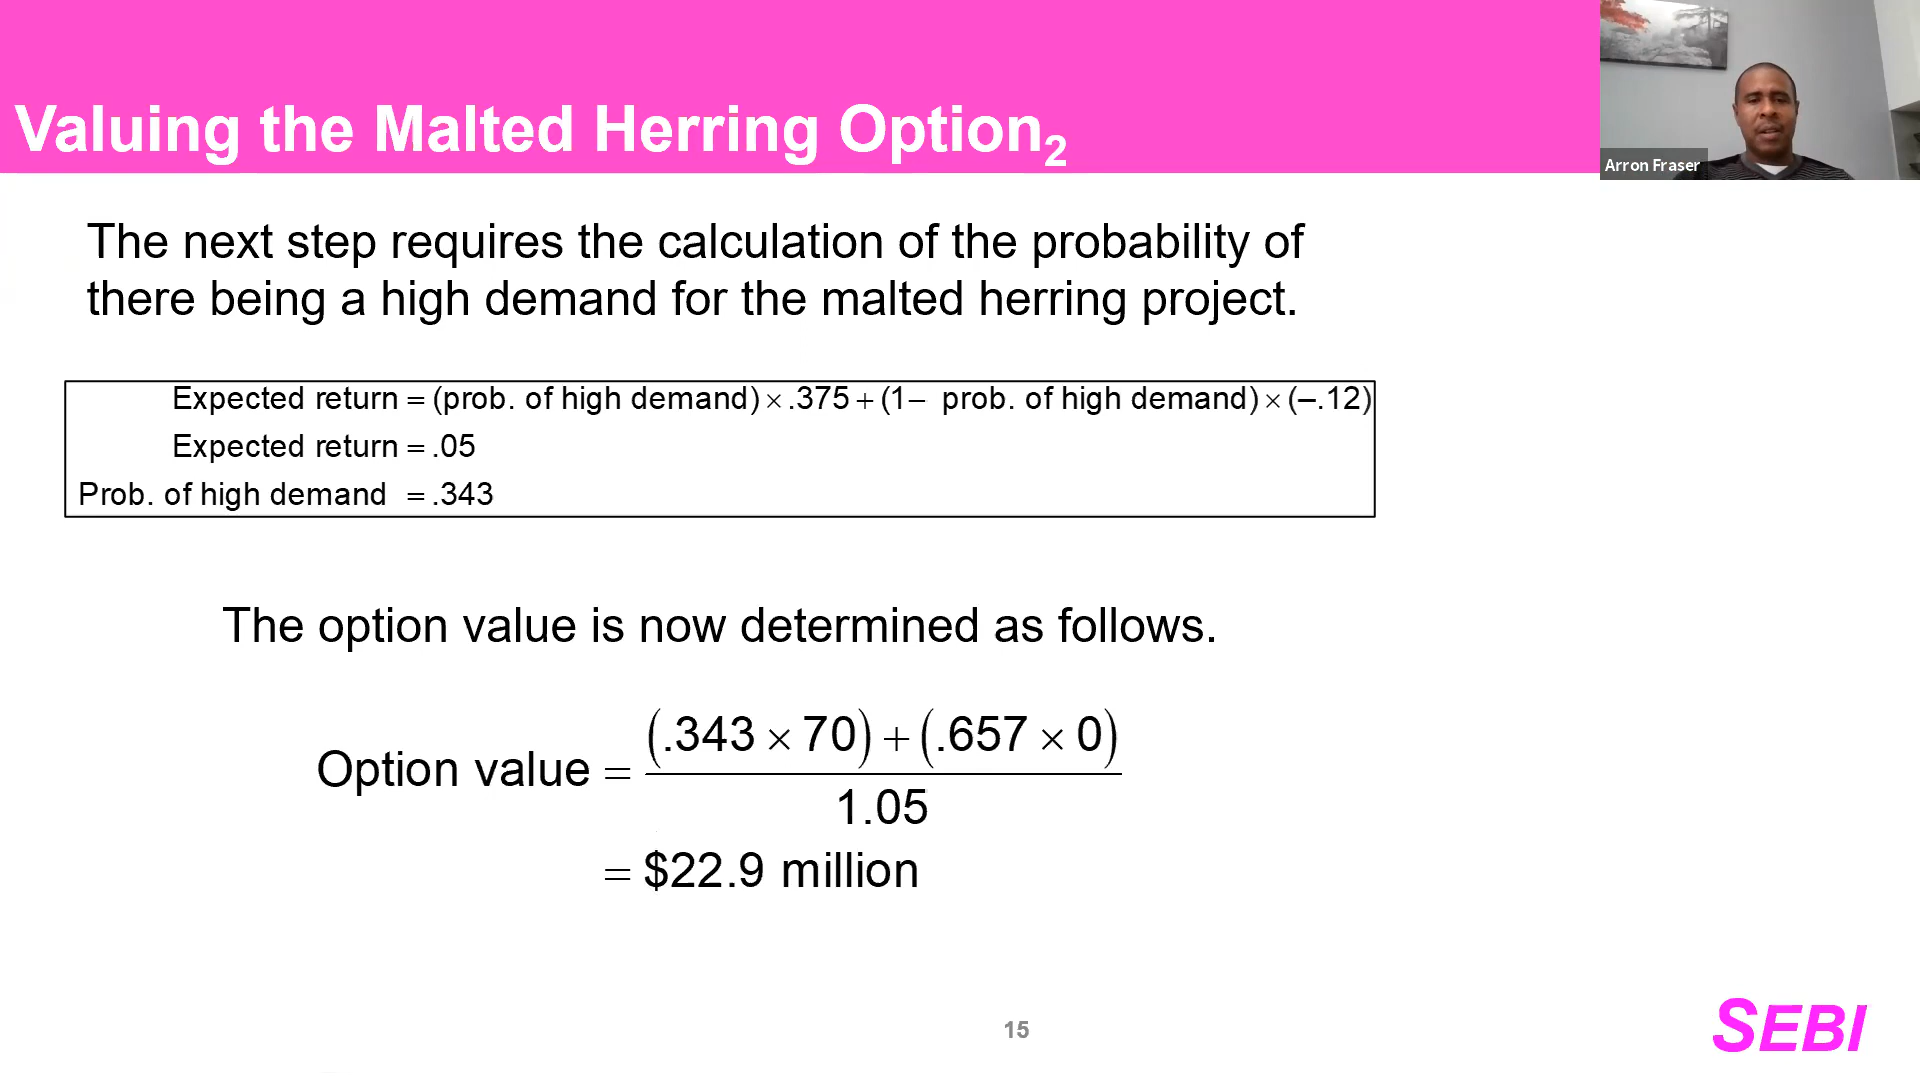 Valuing the Malted Herring Option₂
Arron Fraser
The next step requires the calculation of the probability of
there being a high demand for the malted herring project.
Expected return = (prob. of high demand) × .375 + (1 – prob. of high demand) × (–.12)
Expected return = .05
Prob. of high demand = .343
The option value is now determined as follows.
(.343 × 70) + (.657 × 0)
Option value =
1.05
= $22.9 million
15
SEBI